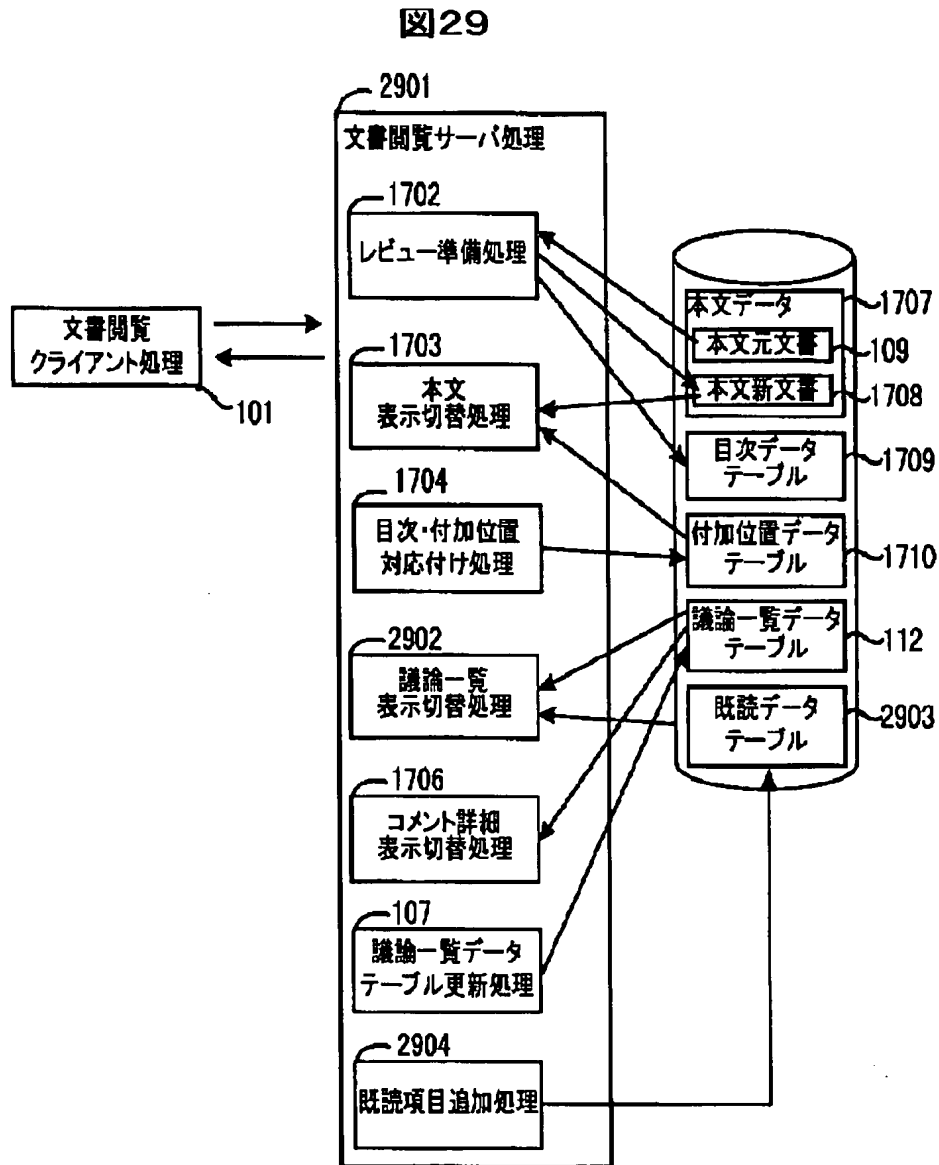 図29
2901
文書閲覧サーバ処理
1702
レビュー準備処理
1703
本文
表示切替処理
1704
目次・付加位置
対応付け処理
2902
議論一覧
表示切替処理
1706
コメント詳細
表示切替処理
107
議論一覧データ
テーブル更新処理
2904
既読項目追加処理
文書閲覧
クライアント処理
101
本文データ
1707
本文元文書
109
本文新文書
1708
目次データ
テーブル
1709
付加位置データ
テーブル
1710
議論一覧データ
テーブル
112
既読データ
テーブル
2903